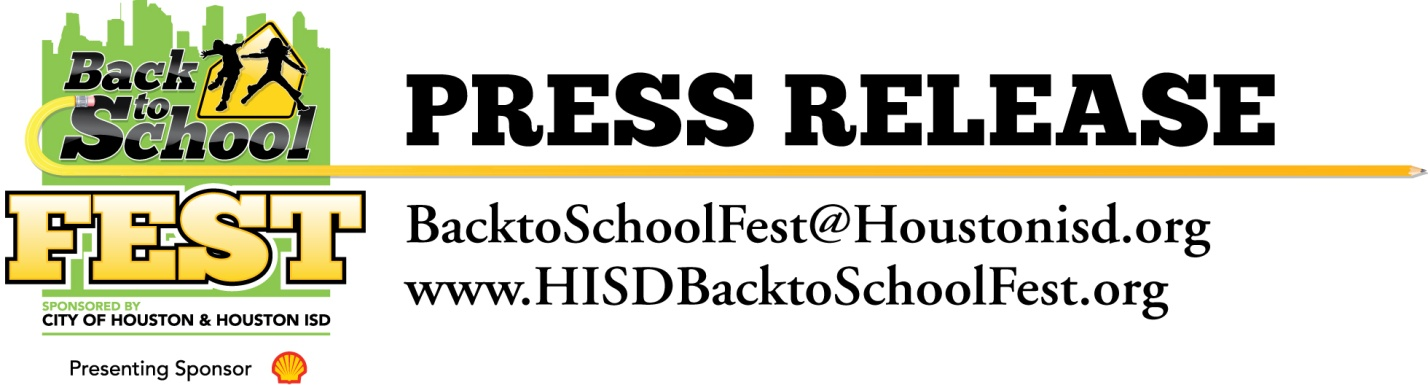 Back
to
School
FEST
SPONSORED BY
CITY OF HOUSTON & HOUSTON ISD
Presenting Sponsor
PRESS RELEASE
BacktoSchoolFest@Houstonisd.org
www.HISDBacktoSchoolFest.org